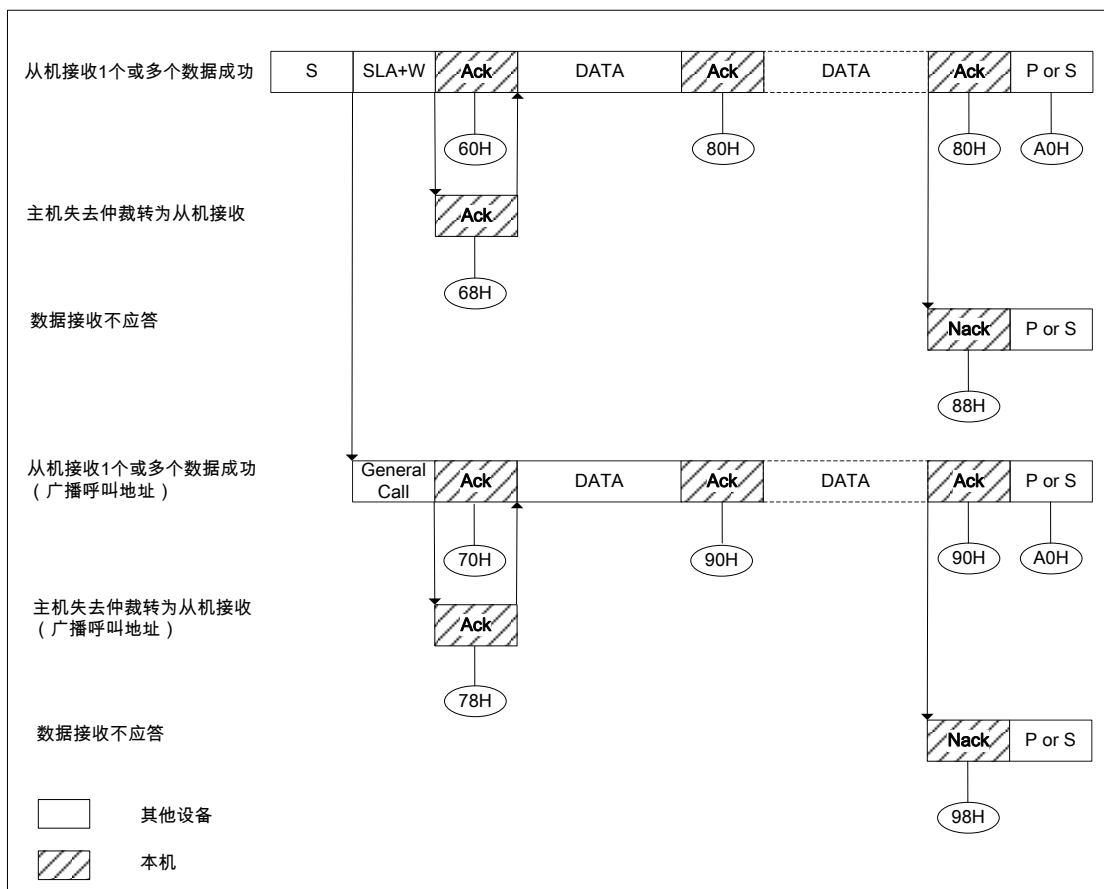 从机接收1个或多个数据成功 S SLA+W Ack DATA Ack DATA Ack P or S
60H 80H 80H A0H
主机失去仲裁转为从机接收 Ack
68H
数据接收不应答 Nack P or S
88H
从机接收1个或多个数据成功
（广播呼叫地址）
General
Call
Ack DATA Ack DATA Ack P or S
70H 90H 90H A0H
主机失去仲裁转为从机接收
（广播呼叫地址）
Ack
78H
数据接收不应答 Nack P or S
98H
其他设备
本机